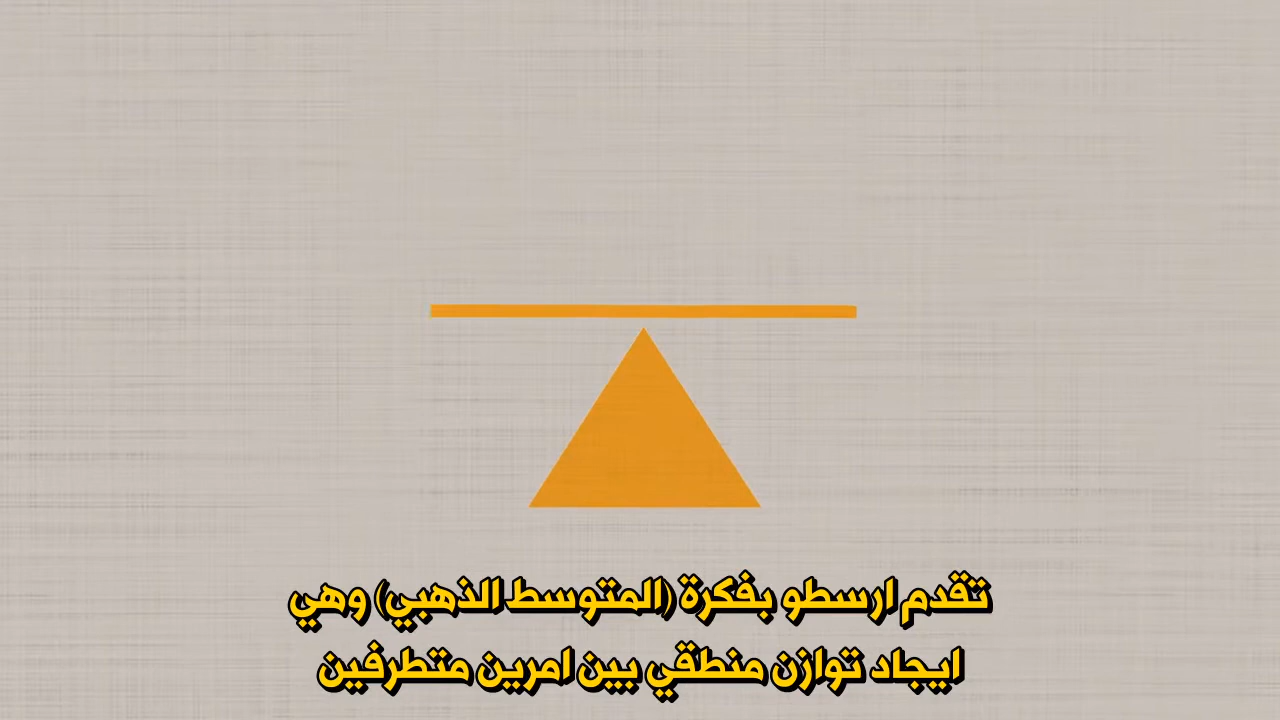 تقدم ارسطو بفكرة (المتوسط الذهبي) وهي
ايجاد توازن منطقي بين امرين متطرفين